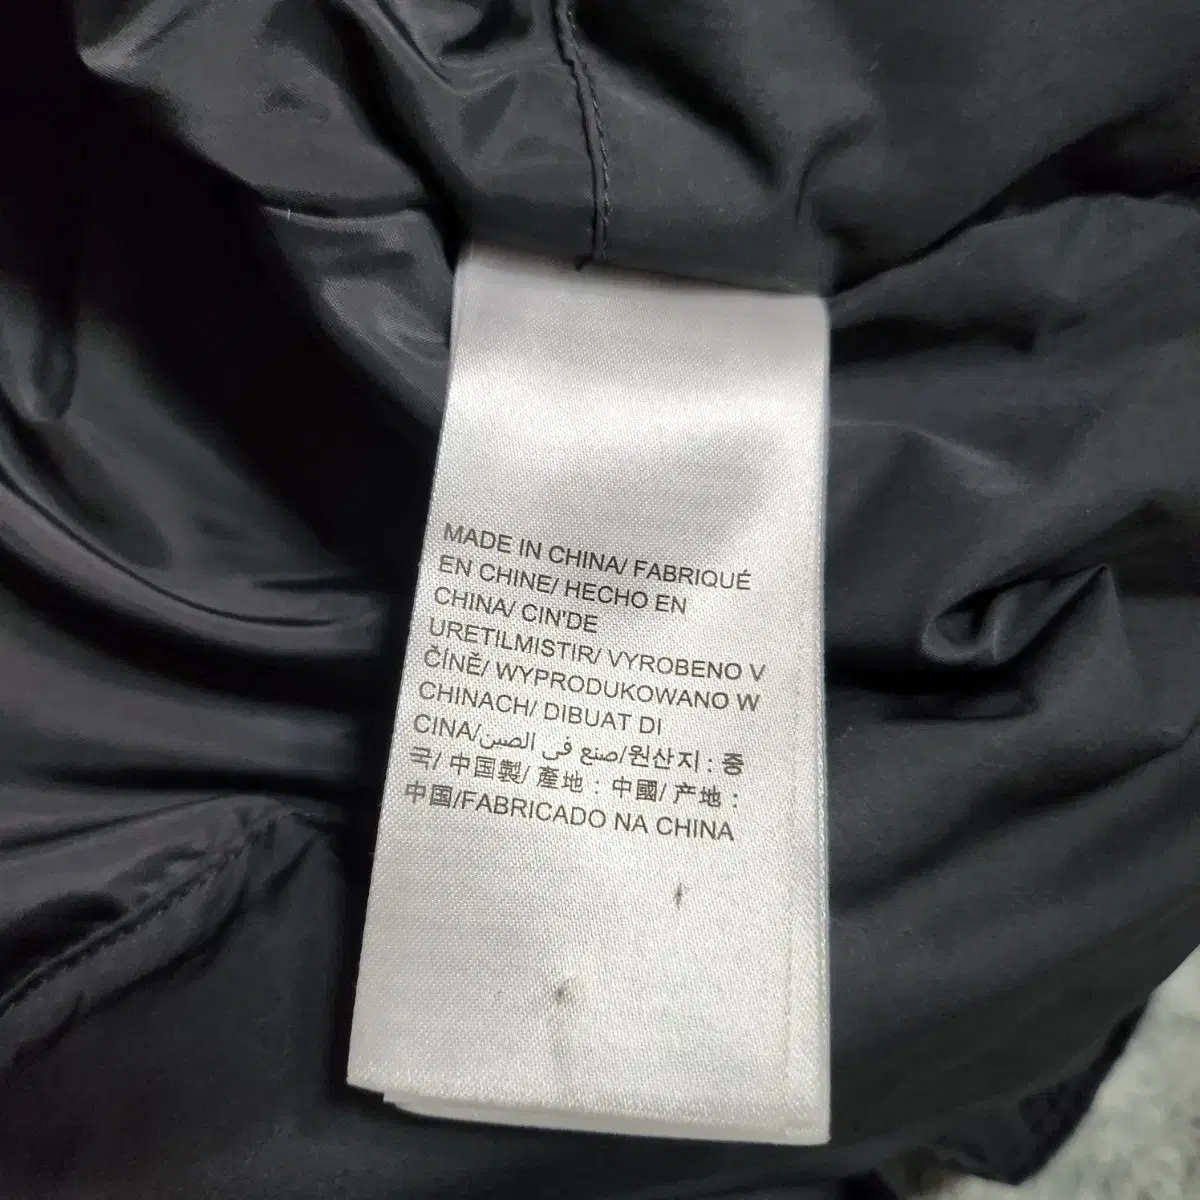 MADE IN CHINA/ FABRIQUÉ
EN CHINE/ HECHO EN
CHINA/ CIN'DE
URETILMISTIR/ VYROBENO V
ČÍNĚ/ WYPRODUKOWANO W
CHINACH/ DIBUAT DI
CINA/صنع في الصين/원산지 : 중
국/ 中国製/ 產地 : 中國/ 产地 :
中国/FABRICADO NA CHINA